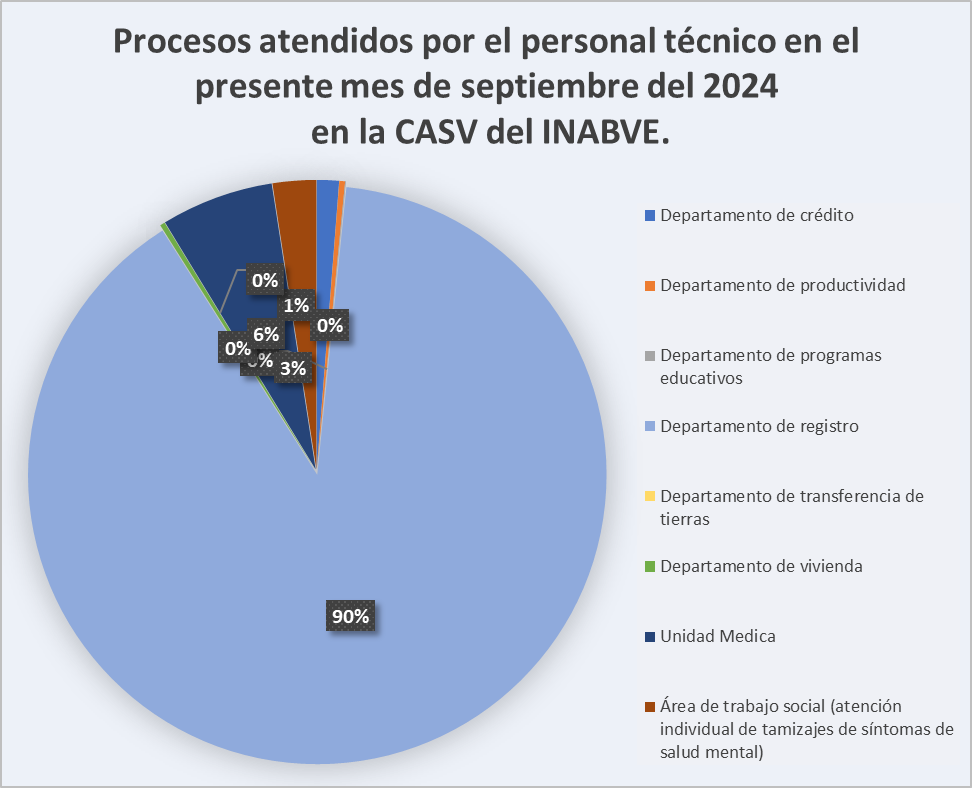 Procesos atendidos por el personal técnico en el
presente mes de septiembre del 2024
en la CASV del INABVE.
0%
1%
0%
6%
0%
0%
3%
90%
Departamento de crédito
Departamento de productividad
Departamento de programas
educativos
Departamento de registro
Departamento de transferencia de
tierras
Departamento de vivienda
Unidad Medica
Área de trabajo social (atención
individual de tamizajes de síntomas de
salud mental)